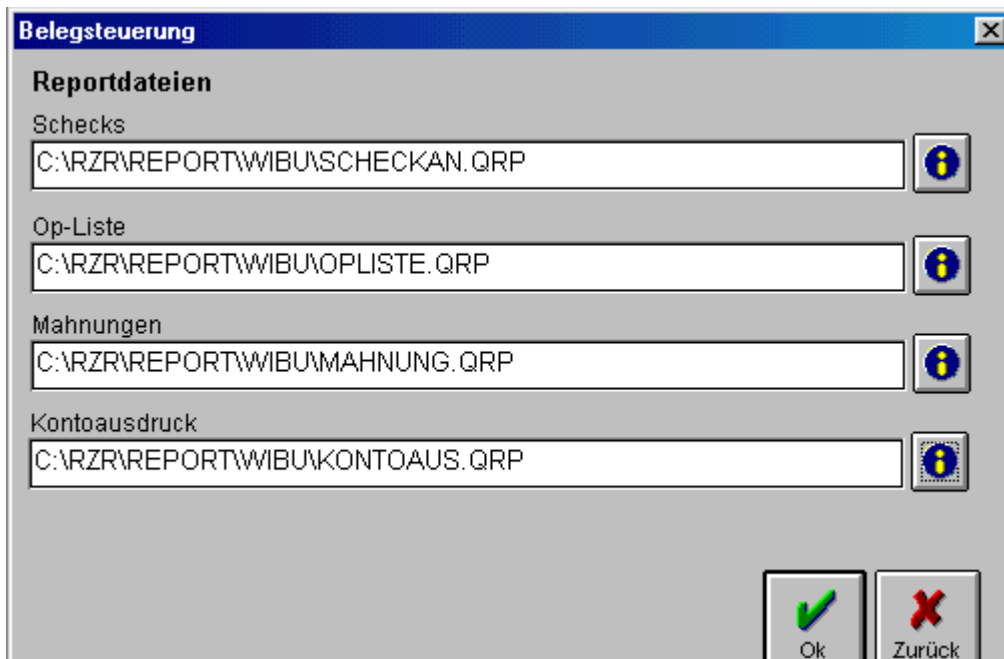 Belegsteuerung
Reportdateien
Schecks
C:\RZR\REPORT\WIBU\SCHECKAN.QRP
Op-Liste
C:\RZR\REPORT\WIBU\OPLISTE.QRP
Mahnungen
C:\RZR\REPORT\WIBU\MAHNUNG.QRP
Kontoausdruck
C:\RZR\REPORT\WIBU\KONTOAUS.QRP
Ok Zurück